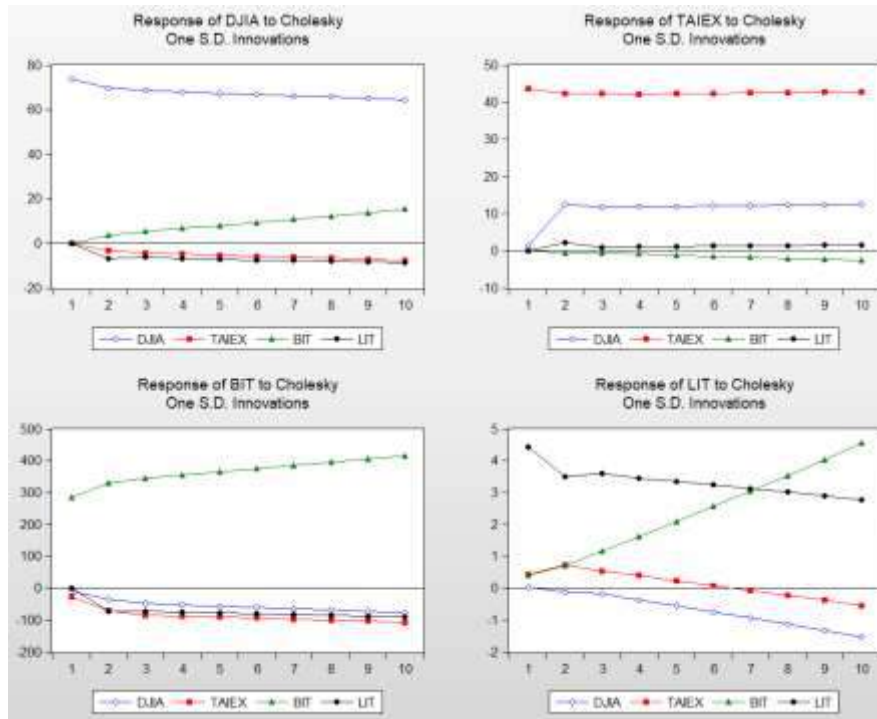 Response of DJIA to Cholesky
One S.D. Innovations
80
60
40
20
0
-20
1 2 3 4 5 6 7 8 9 10
DJIA TAIEX BIT LIT
Response of TAIEX to Cholesky
One S.D. Innovations
50
40
30
20
10
0
-10
1 2 3 4 5 6 7 8 9 10
DJIA TAIEX BIT LIT
Response of BIT to Cholesky
One S.D. Innovations
500
400
300
200
100
0
-100
-200
1 2 3 4 5 6 7 8 9 10
DJIA TAIEX BIT LIT
Response of LIT to Cholesky
One S.D. Innovations
5
4
3
2
1
0
-1
-2
1 2 3 4 5 6 7 8 9 10
DJIA TAIEX BIT LIT